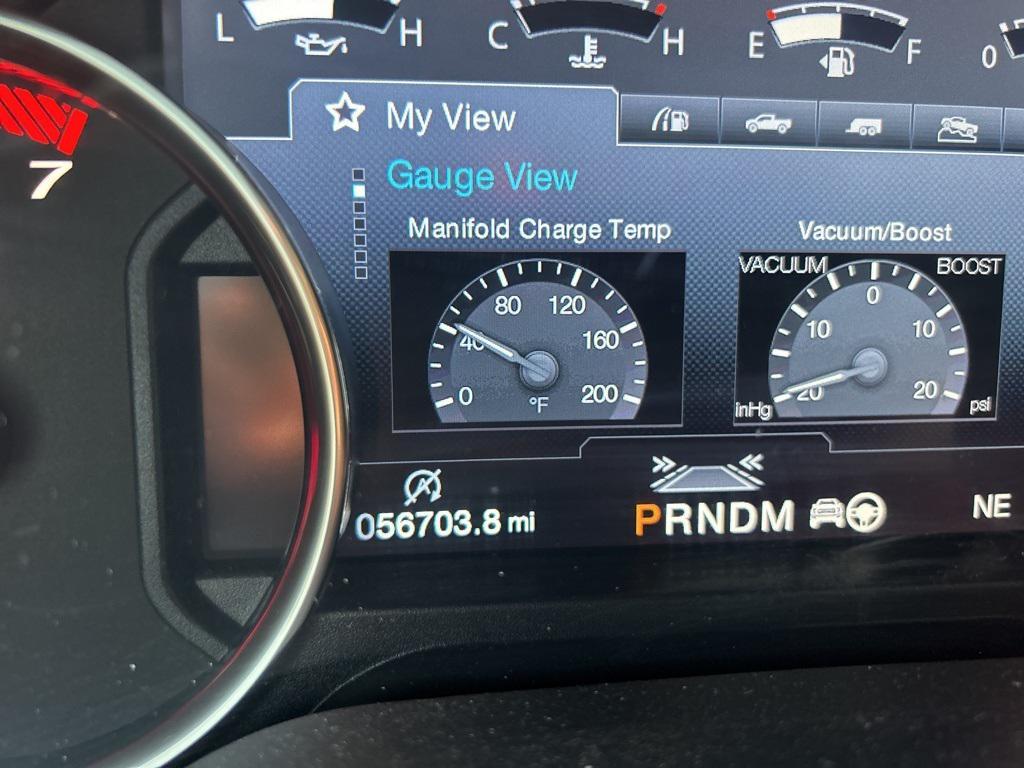 L H C H E F 0
7
My View
Gauge View
Manifold Charge Temp
0 40 80 120 160 200
°F
Vacuum/Boost
VACUUM BOOST
20 10 0 10 20
inHg psi
A
056703.8 mi
PRNDM
NE